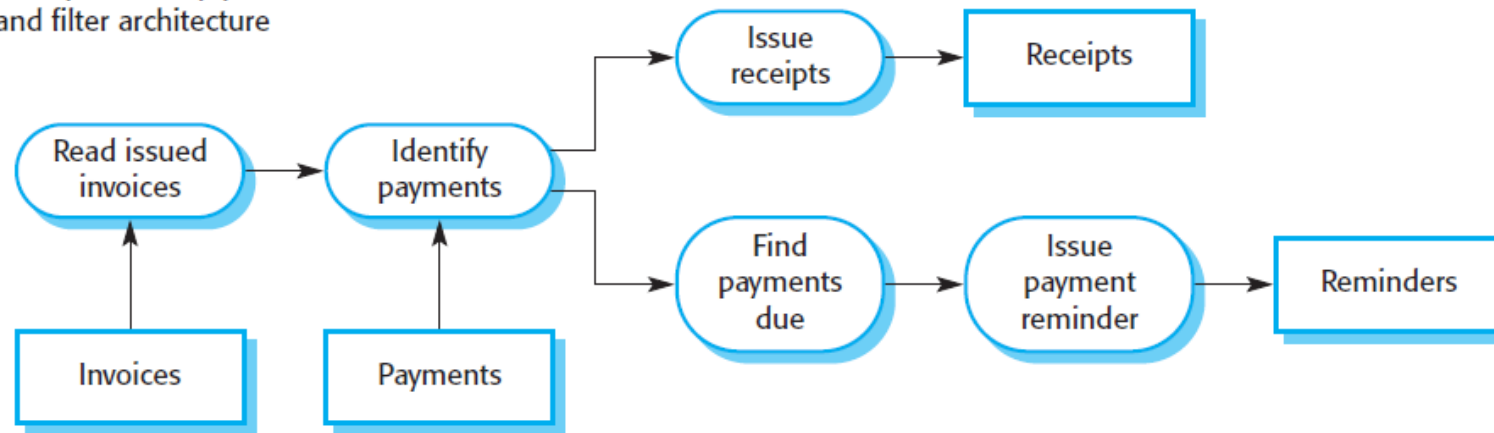 and filter architecture
Issue
receipts
Receipts
Read issued
invoices
Identify
payments
Find
payments
due
Issue
payment
reminder
Reminders
Invoices
Payments